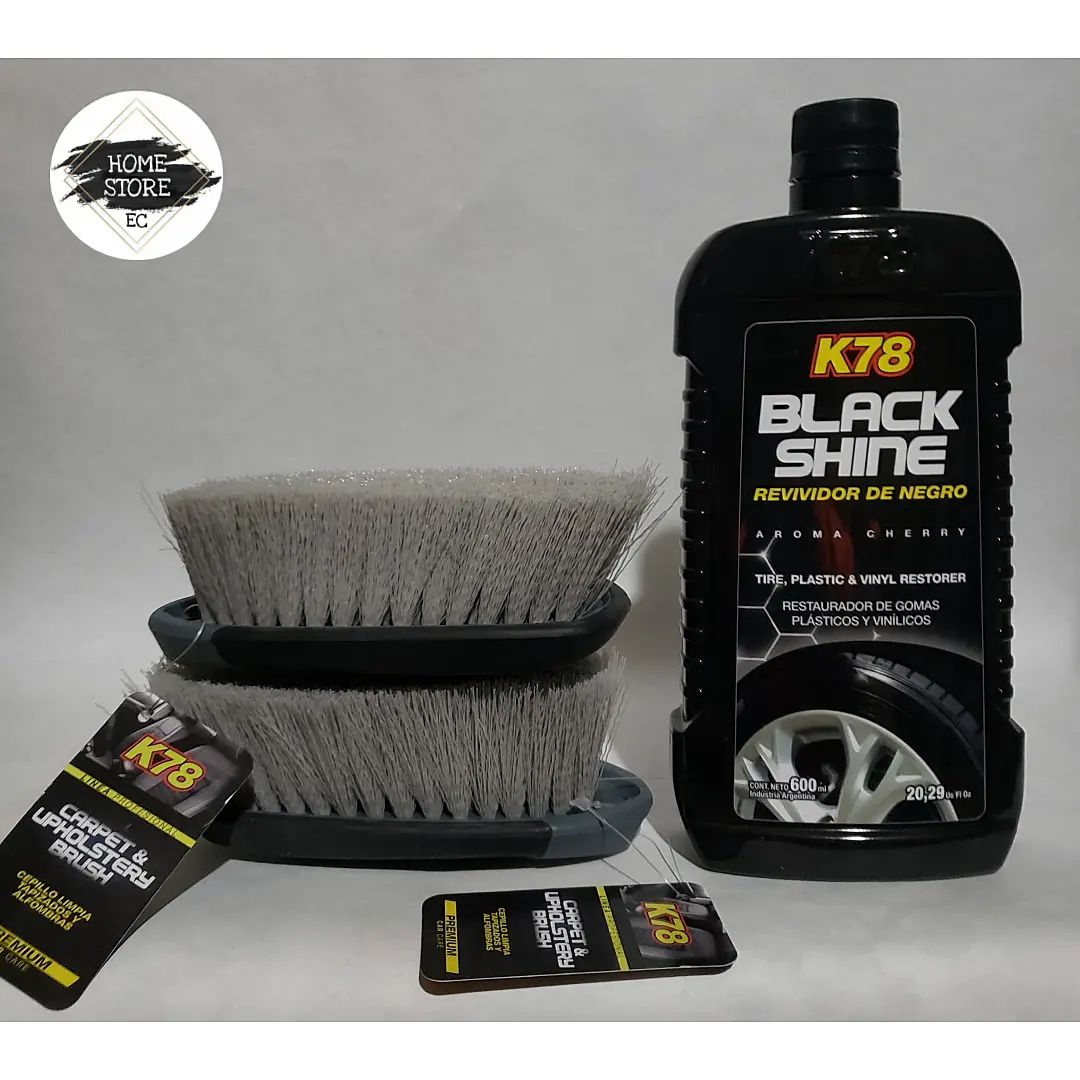 HOME
STORE
EC
K78
BLACK
SHINE
REVIVIDOR DE NEGRO
AROMA CHERRY
TIRE, PLASTIC & VINYL RESTORER
RESTAURADOR DE GOMAS
PLÁSTICOS Y VINÍLICOS
CONT. NETO 600 ml
Industria Argentina
20,29 Us Fl Oz
K78
LINEA PROFESIONAL
CARPET &
UPHOLSTERY
BRUSH
CEPILLO LIMPIA
TAPIZADOS Y
ALFOMBRAS
PREMIUM
CARE
K78
LINEA PROFESIONAL
CARPET &
UPHOLSTERY
BRUSH
CEPILLO LIMPIA
TAPIZADOS Y
ALFOMBRAS
PREMIUM
CAR CARE